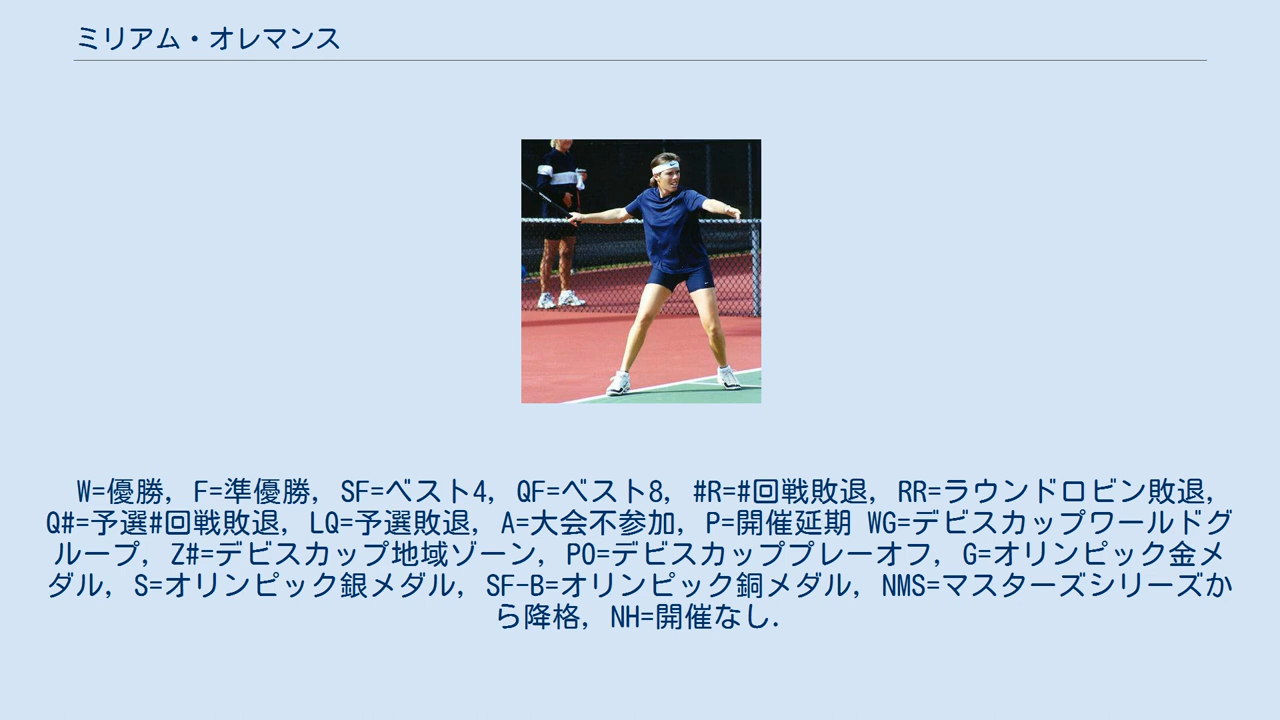 ミリアム・オレマンス
W=優勝, F=準優勝, SF=ベスト4, QF=ベスト8, #R=#回戦敗退, RR=ラウンドロビン敗退,
Q#=予選#回戦敗退, LQ=予選敗退, A=大会不参加, P=開催延期 WG=デビスカップワールドグ
ループ, Z#=デビスカップ地域ゾーン, PO=デビスカッププレーオフ, G=オリンピック金メ
ダル, S=オリンピック銀メダル, SF-B=オリンピック銅メダル, NMS=マスターズシリーズか
ら降格, NH=開催なし.